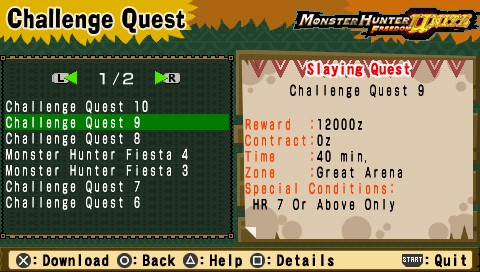 Challenge Quest
MONSTER HUNTER
FREEDOM UNITE
L 1/2 R
Challenge Quest 10
Challenge Quest 9
Challenge Quest 8
Monster Hunter Fiesta 4
Monster Hunter Fiesta 3
Challenge Quest 7
Challenge Quest 6
Slaying Quest
Challenge Quest 9
Reward :12000z
Contract:0z
Time :40 min.
Zone :Great Arena
Special Conditions:
HR 7 Or Above Only
: Download : Back : Help : Details START: Quit